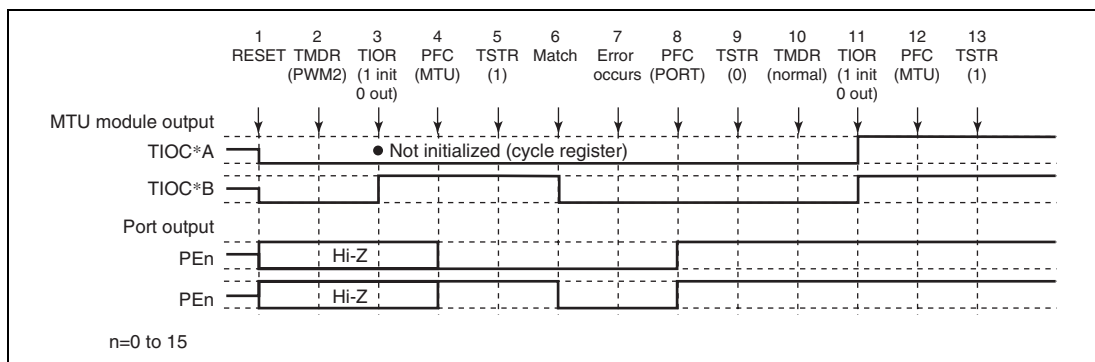 1 2 3 4 5 6 7 8 9 10 11 12 13
RESET TMDR TIOR PFC TSTR Match Error PFC TSTR TMDR TIOR PFC TSTR
(PWM2) (1 init (MTU) (1) occurs (PORT) (0) (normal) (1 init (MTU) (1)
0 out) 0 out)
MTU module output
TIOC*A ● Not initialized (cycle register)
TIOC*B
Port output
PEn Hi-Z
PEn Hi-Z
n=0 to 15